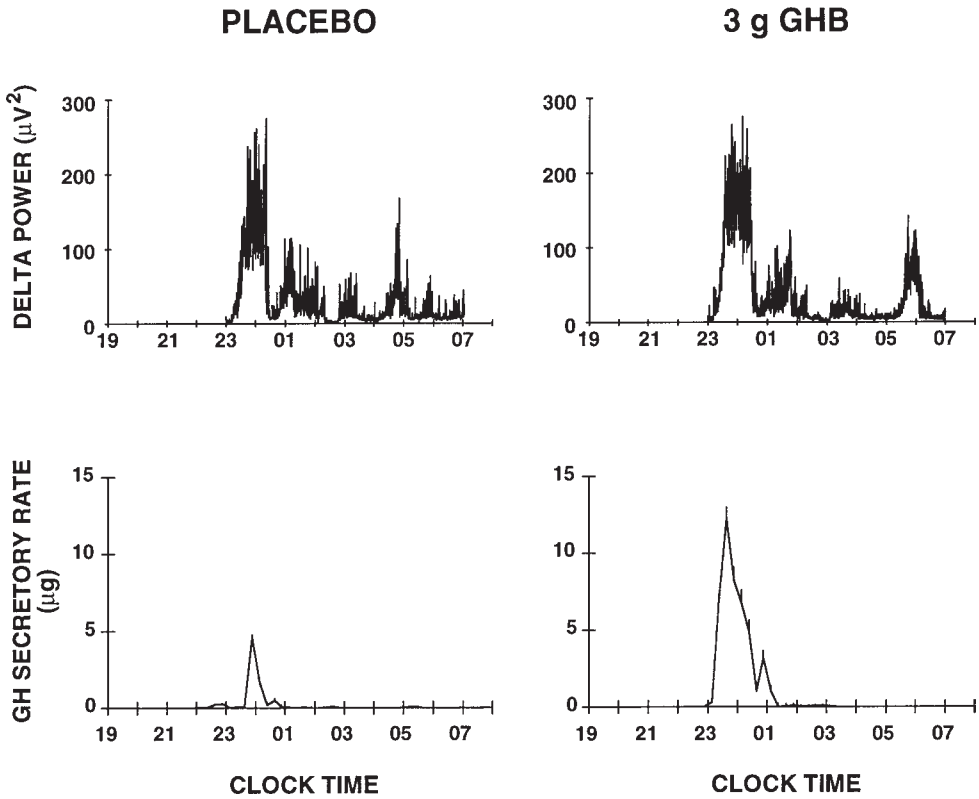 PLACEBO
3 g GHB
DELTA POWER (µV²)
300
200
100
0
19 21 23 01 03 05 07
300
200
100
0
19 21 23 01 03 05 07
GH SECRETORY RATE
(µg)
15
10
5
0
19 21 23 01 03 05 07
CLOCK TIME
15
10
5
0
19 21 23 01 03 05 07
CLOCK TIME